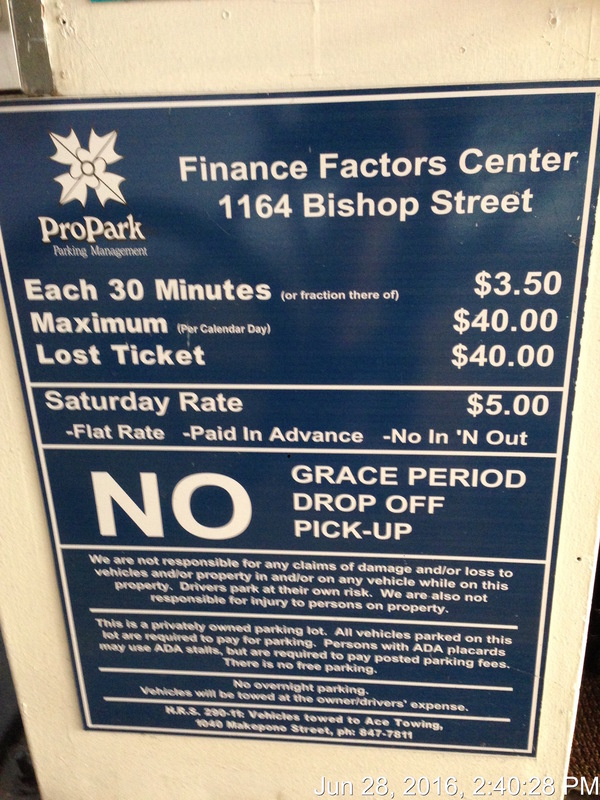 ProPark
Parking Management
Finance Factors Center
1164 Bishop Street
Each 30 Minutes (or fraction there of) $3.50
Maximum (Per Calendar Day) $40.00
Lost Ticket $40.00
Saturday Rate $5.00
-Flat Rate -Paid In Advance -No In 'N Out
NO
GRACE PERIOD
DROP OFF
PICK-UP
We are not responsible for any claims of damage and/or loss to
vehicles and/or property in and/or on any vehicle while on this
property. Drivers park at their own risk. We are also not
responsible for injury to persons on property.
This is a privately owned parking lot. All vehicles parked on this
lot are required to pay for parking. Persons with ADA placards
may use ADA stalls, but are required to pay posted parking fees.
There is no free parking.
No overnight parking.
Vehicles will be towed at the owner/drivers' expense.
H.R.S. 290-11: Vehicles towed to Ace Towing,
1040 Makepono Street, ph: 847-7811
Jun 28, 2016, 2:40:28 PM